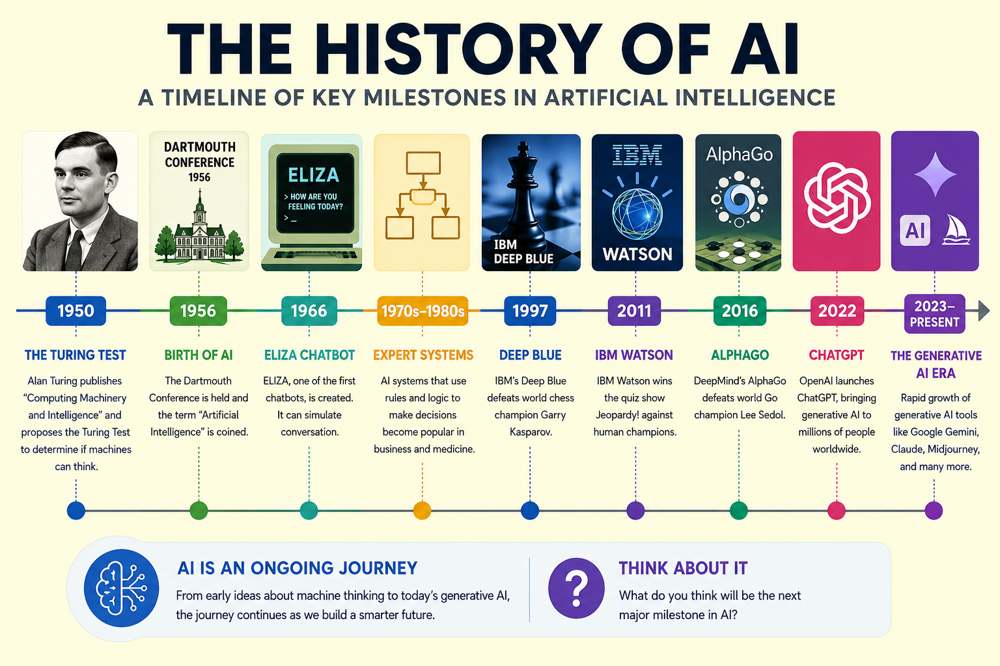 THE HISTORY OF AI
A TIMELINE OF KEY MILESTONES IN ARTIFICIAL INTELLIGENCE
DARTMOUTH
CONFERENCE
1956
ELIZA
> HOW ARE YOU
FEELING TODAY?
> _
IBM
DEEP BLUE
IBM
WATSON
AlphaGo
AI
1950
THE TURING TEST
Alan Turing publishes
“Computing Machinery
and Intelligence” and
proposes the Turing Test
to determine if machines
can think.
1956
BIRTH OF AI
The Dartmouth
Conference is held and
the term “Artificial
Intelligence” is coined.
1966
ELIZA CHATBOT
ELIZA, one of the first
chatbots, is created.
It can simulate
conversation.
1970s–1980s
EXPERT SYSTEMS
AI systems that use
rules and logic to
make decisions
become popular in
business and medicine.
1997
DEEP BLUE
IBM’s Deep Blue
defeats world chess
champion Garry
Kasparov.
2011
IBM WATSON
IBM Watson wins
the quiz show
Jeopardy! against
human champions.
2016
ALPHAGO
DeepMind’s AlphaGo
defeats world Go
champion Lee Sedol.
2022
CHATGPT
OpenAI launches
ChatGPT, bringing
generative AI to
millions of people
worldwide.
2023–
PRESENT
THE GENERATIVE
AI ERA
Rapid growth of
generative AI tools
like Google Gemini,
Claude, Midjourney,
and many more.
AI IS AN ONGOING JOURNEY
From early ideas about machine thinking to today’s generative AI,
the journey continues as we build a smarter future.
?
THINK ABOUT IT
What do you think will be the next
major milestone in AI?